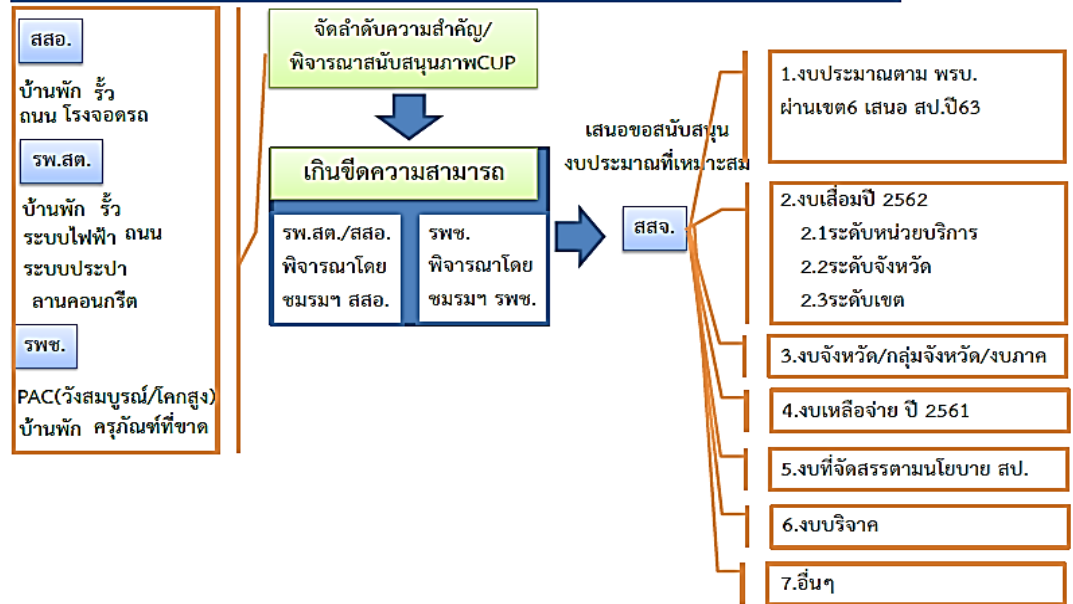 สสอ.
บ้านพัก รั้ว
ถนน โรงจอดรถ
รพ.สต.
บ้านพัก รั้ว
ระบบไฟฟ้า ถนน
ระบบประปา
ลานคอนกรีต
รพช.
PAC(วังสมบูรณ์/โคกสูง)
บ้านพัก ครุภัณฑ์ที่ขาด
จัดลำดับความสำคัญ/
พิจารณาสนับสนุนภาพCUP
เกินขีดความสามารถ
รพ.สต./สสอ.
พิจารณาโดย
ชมรมฯ สสอ.
รพช.
พิจารณาโดย
ชมรมฯ รพช.
เสนอขอสนับสนุน
งบประมาณที่เหมาะสม
สสจ.
1.งบประมาณตาม พรบ.
ผ่านเขต6 เสนอ สป.ปี63
2.งบเสื่อมปี 2562
2.1ระดับหน่วยบริการ
2.2ระดับจังหวัด
2.3ระดับเขต
3.งบจังหวัด/กลุ่มจังหวัด/งบภาค
4.งบเหลือจ่าย ปี 2561
5.งบที่จัดสรรตามนโยบาย สป.
6.งบบริจาค
7.อื่นๆ